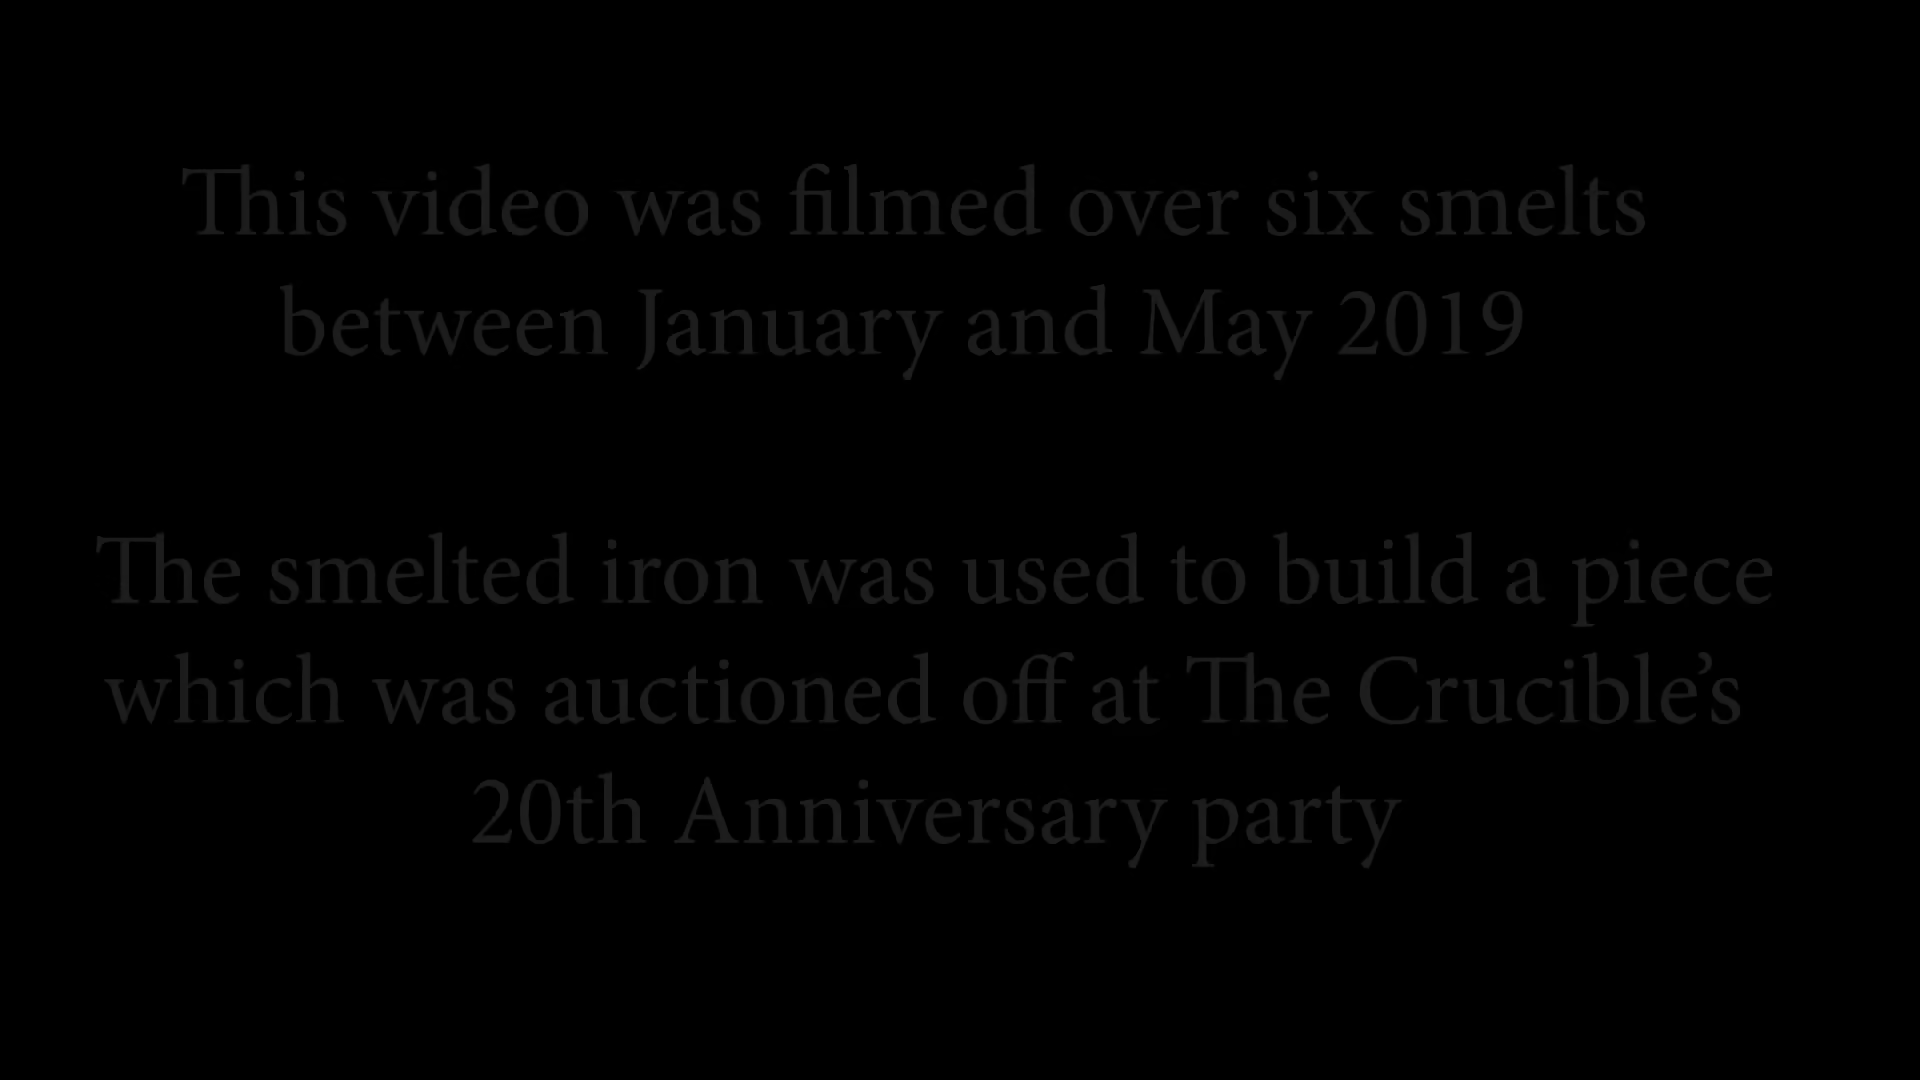 This video was filmed over six smelts
between January and May 2019
The smelted iron was used to build a piece
which was auctioned off at The Crucible’s
20th Anniversary party